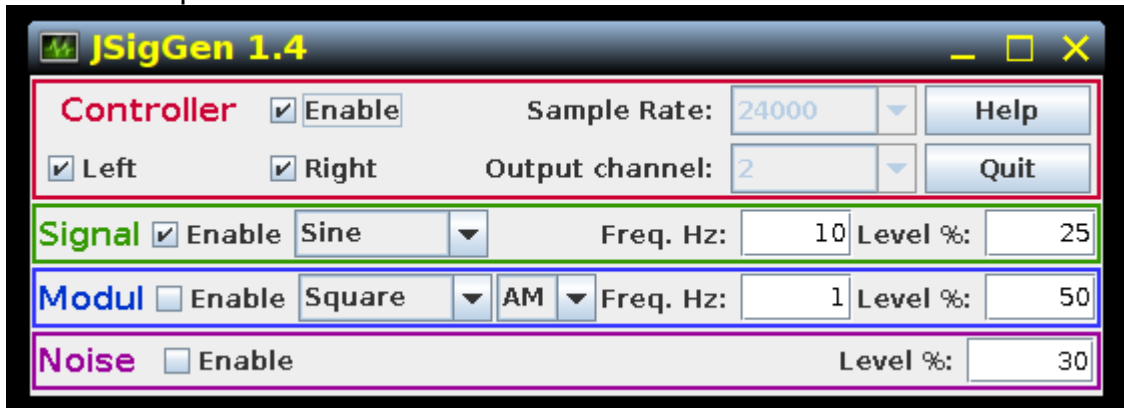 JSigGen 1.4
Controller Enable Sample Rate: 24000 Help
Left Right Output channel: 2 Quit
Signal Enable Sine Freq. Hz: 10 Level %: 25
Modul Enable Square AM Freq. Hz: 1 Level %: 50
Noise Enable Level %: 30